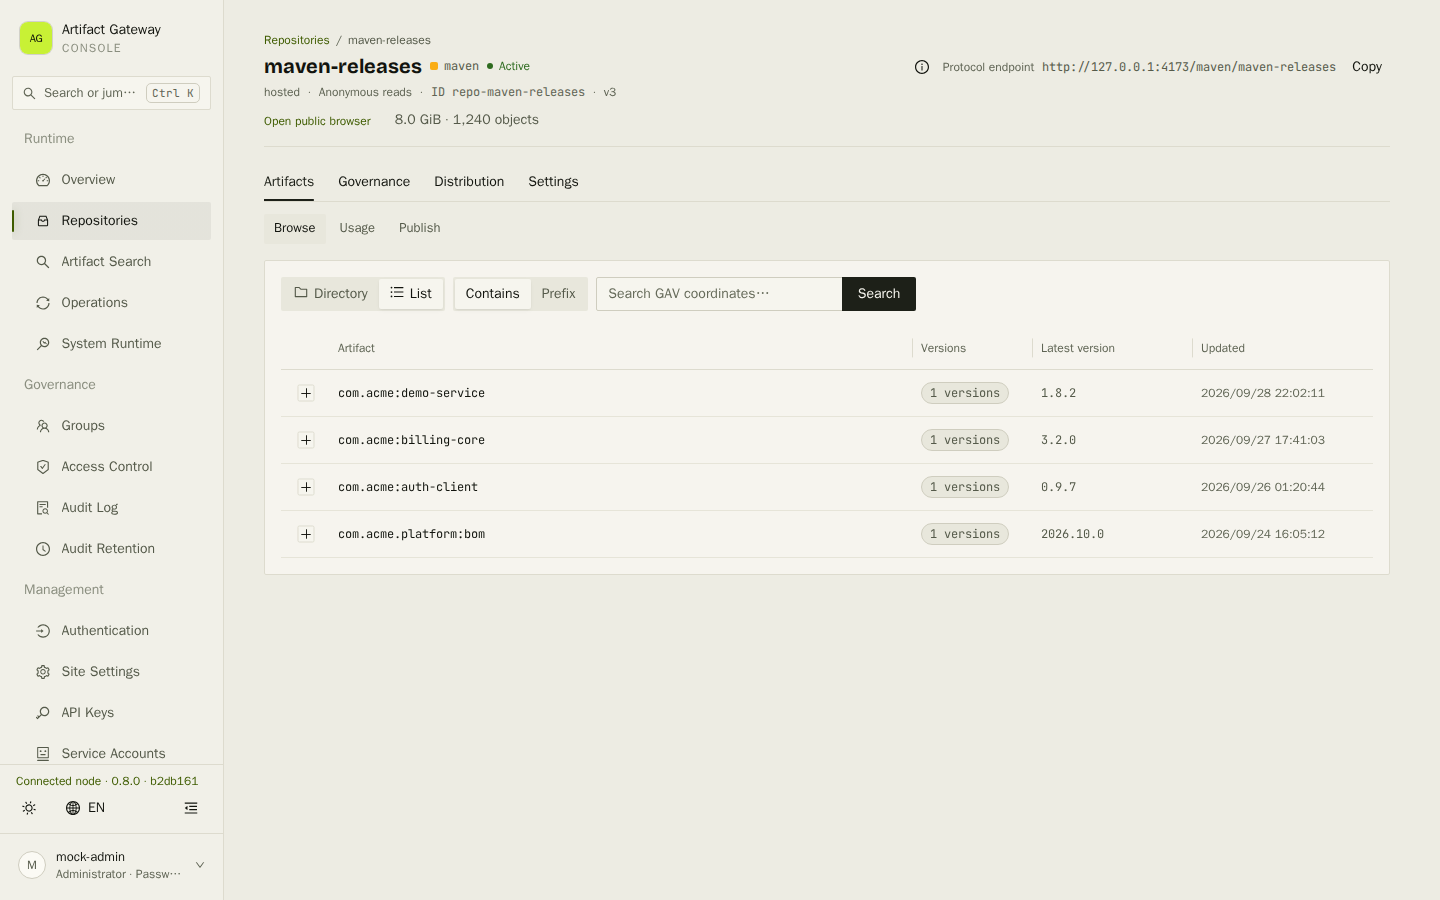 AG
Artifact Gateway
CONSOLE
Search or jum··· Ctrl K
Runtime
Overview
Repositories
Artifact Search
Operations
System Runtime
Governance
Groups
Access Control
Audit Log
Audit Retention
Management
Authentication
Site Settings
API Keys
Service Accounts
Connected node · 0.8.0 · b2db161
EN
M
mock-admin
Administrator · Passw···
Repositories / maven-releases
maven-releases maven Active
Protocol endpoint http://127.0.0.1:4173/maven/maven-releases Copy
hosted · Anonymous reads · ID repo-maven-releases · v3
Open public browser 8.0 GiB · 1,240 objects
Artifacts Governance Distribution Settings
Browse Usage Publish
Directory List Contains Prefix Search GAV coordinates··· Search
Artifact Versions Latest version Updated
com.acme:demo-service 1 versions 1.8.2 2026/09/28 22:02:11
com.acme:billing-core 1 versions 3.2.0 2026/09/27 17:41:03
com.acme:auth-client 1 versions 0.9.7 2026/09/26 01:20:44
com.acme.platform:bom 1 versions 2026.10.0 2026/09/24 16:05:12